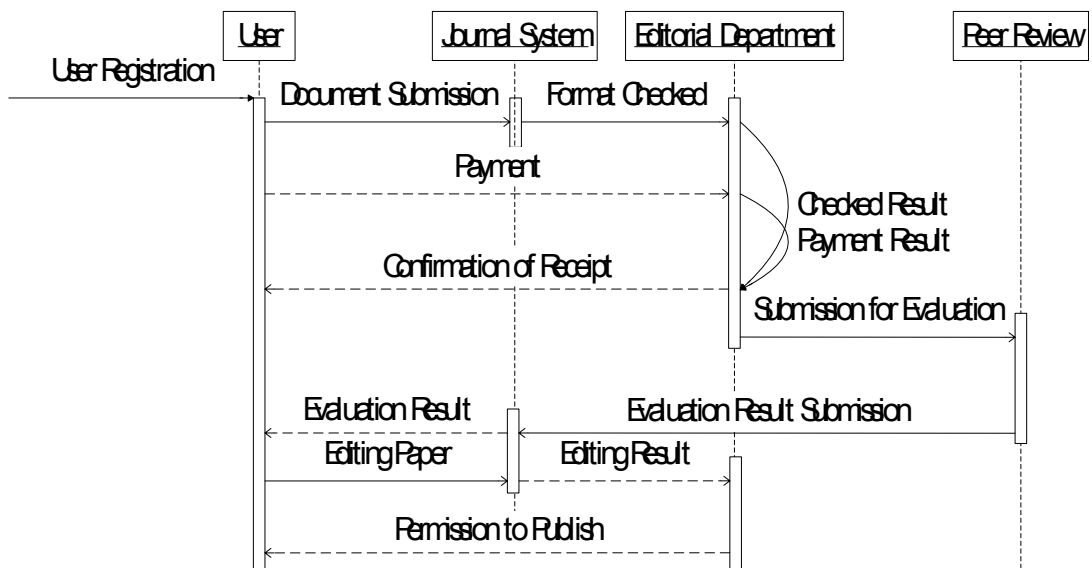 User
Journal System
Editorial Department
Peer Review
User Registration
Document Submission
Format Checked
Payment
Checked Result
Payment Result
Confirmation of Receipt
Submission for Evaluation
Evaluation Result
Evaluation Result Submission
Editing Paper
Editing Result
Permission to Publish